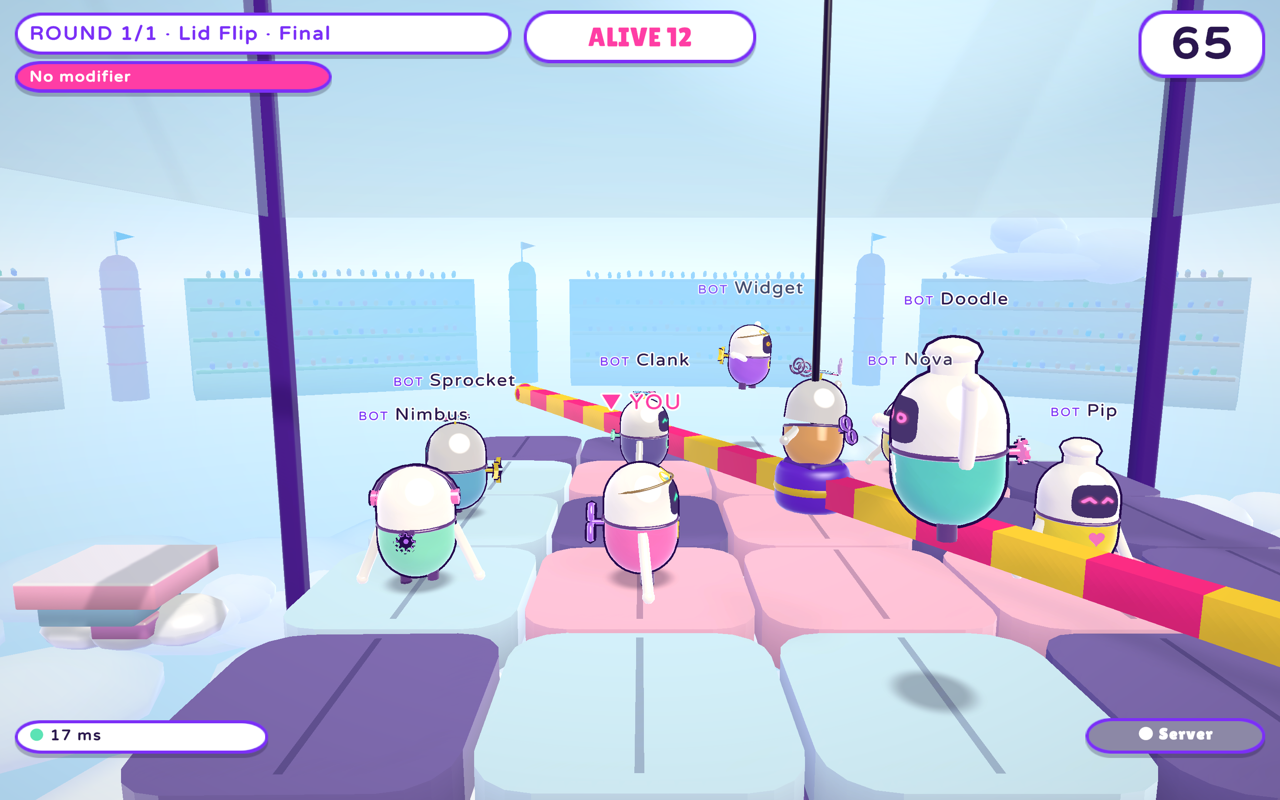 ROUND 1/1 · Lid Flip · Final
ALIVE 12
65
No modifier
BOT Widget
BOT Doodle
BOT Clank
BOT Nova
BOT Sprocket
YOU
BOT Nimbus
BOT Pip
17 ms
Server